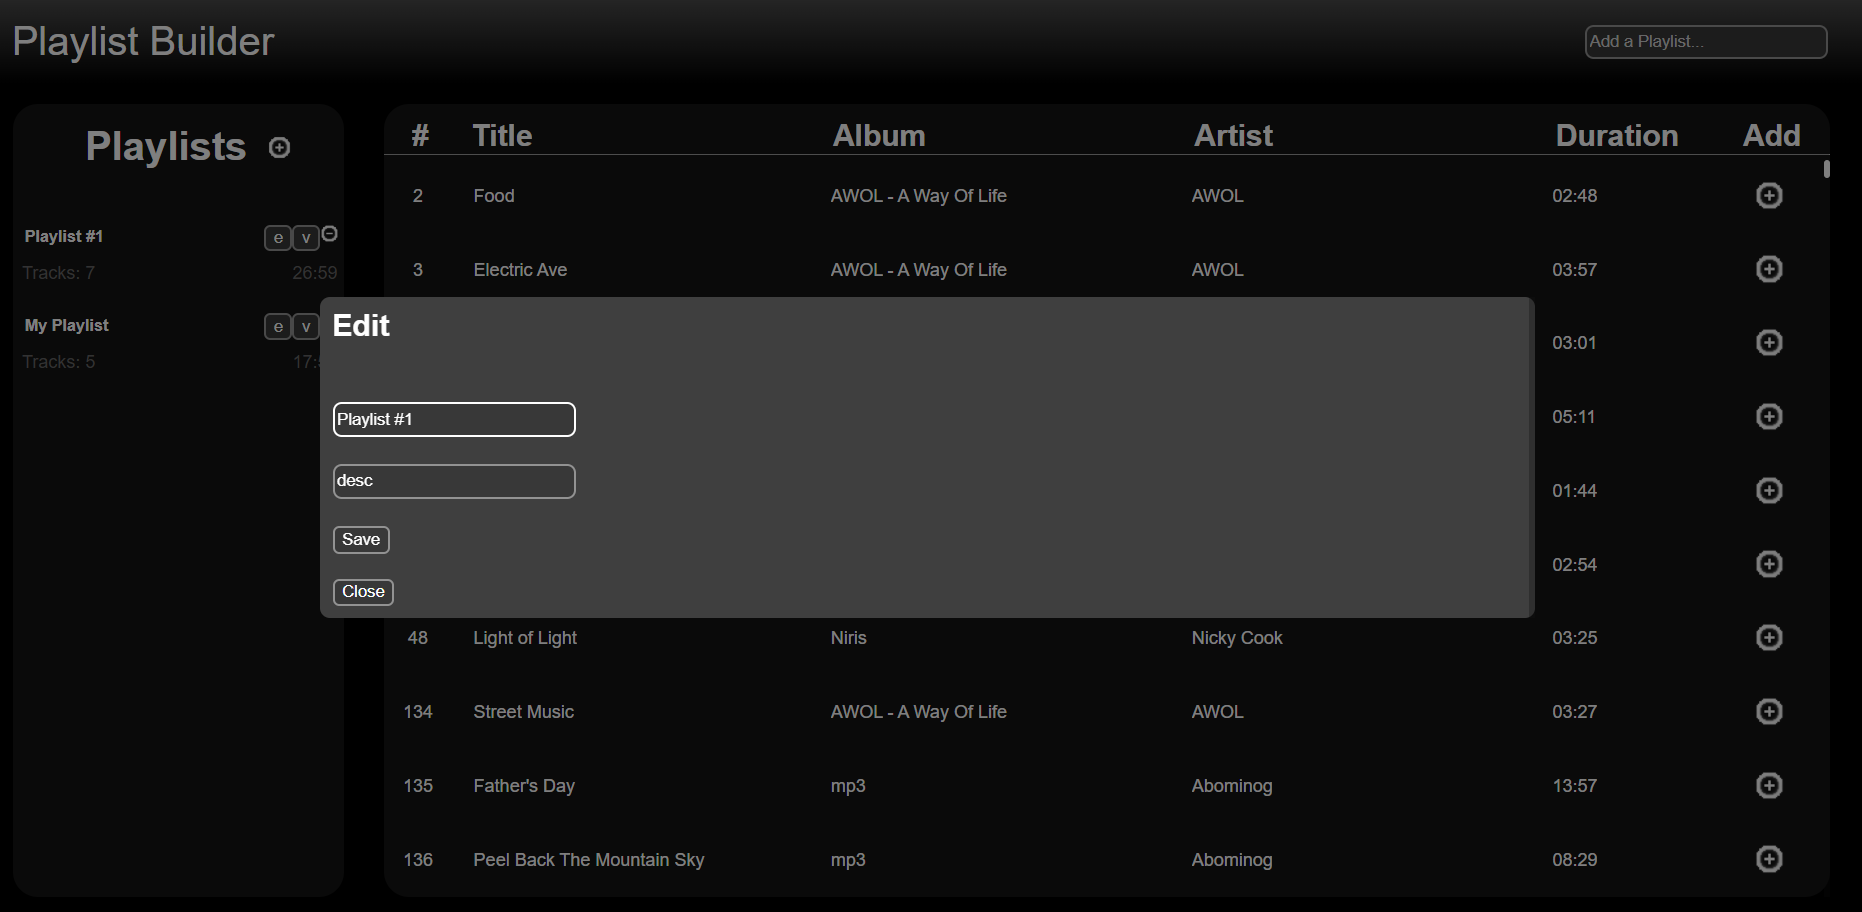 Playlist Builder
Add a Playlist...
Playlists
Playlist #1 e v
Tracks: 7 26:59
My Playlist e v
Tracks: 5
# Title Album Artist Duration Add
2 Food AWOL - A Way Of Life AWOL 02:48
3 Electric Ave AWOL - A Way Of Life AWOL 03:57
03:01
05:11
01:44
02:54
48 Light of Light Niris Nicky Cook 03:25
134 Street Music AWOL - A Way Of Life AWOL 03:27
135 Father's Day mp3 Abominog 13:57
136 Peel Back The Mountain Sky mp3 Abominog 08:29
Edit
Playlist #1
desc
Save
Close